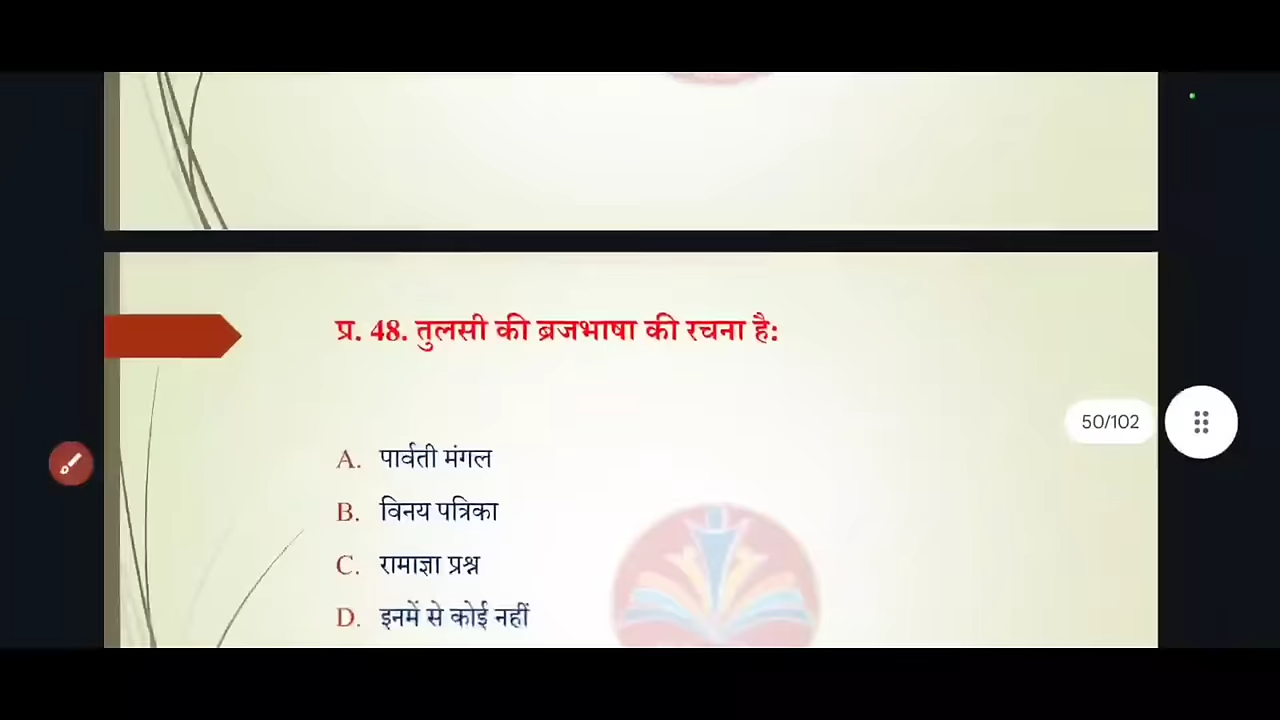 प्र. 48. तुलसी की ब्रजभाषा की रचना है:
50/102
A. पार्वती मंगल
B. विनय पत्रिका
C. रामाज्ञा प्रश्न
D. इनमें से कोई नहीं